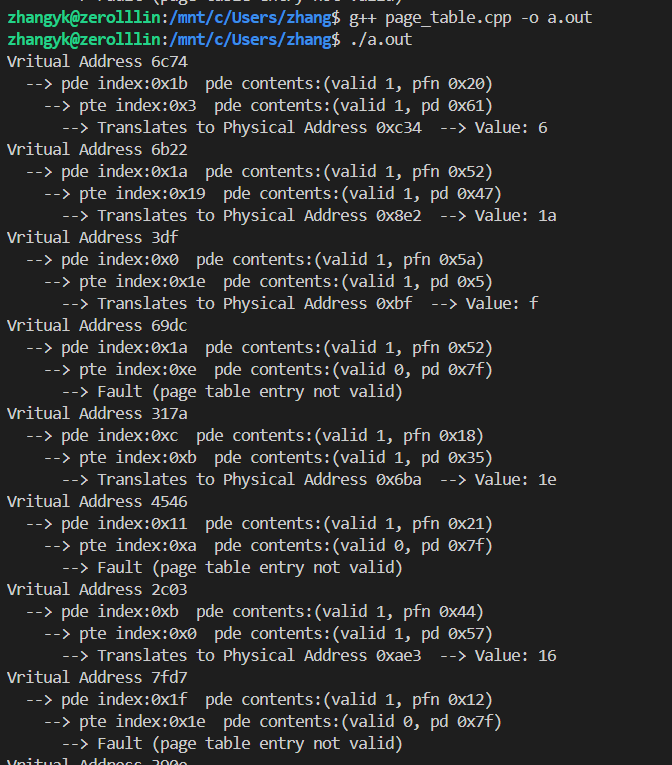 zhangyk@zerolllin:/mnt/c/Users/zhang$ g++ page_table.cpp -o a.out
zhangyk@zerolllin:/mnt/c/Users/zhang$ ./a.out
Vritual Address 6c74
  --> pde index:0x1b  pde contents:(valid 1, pfn 0x20)
    --> pte index:0x3  pde contents:(valid 1, pd 0x61)
      --> Translates to Physical Address 0xc34  --> Value: 6
Vritual Address 6b22
  --> pde index:0x1a  pde contents:(valid 1, pfn 0x52)
    --> pte index:0x19  pde contents:(valid 1, pd 0x47)
      --> Translates to Physical Address 0x8e2  --> Value: 1a
Vritual Address 3df
  --> pde index:0x0  pde contents:(valid 1, pfn 0x5a)
    --> pte index:0x1e  pde contents:(valid 1, pd 0x5)
      --> Translates to Physical Address 0xbf  --> Value: f
Vritual Address 69dc
  --> pde index:0x1a  pde contents:(valid 1, pfn 0x52)
    --> pte index:0xe  pde contents:(valid 0, pd 0x7f)
      --> Fault (page table entry not valid)
Vritual Address 317a
  --> pde index:0xc  pde contents:(valid 1, pfn 0x18)
    --> pte index:0xb  pde contents:(valid 1, pd 0x35)
      --> Translates to Physical Address 0x6ba  --> Value: 1e
Vritual Address 4546
  --> pde index:0x11  pde contents:(valid 1, pfn 0x21)
    --> pte index:0xa  pde contents:(valid 0, pd 0x7f)
      --> Fault (page table entry not valid)
Vritual Address 2c03
  --> pde index:0xb  pde contents:(valid 1, pfn 0x44)
    --> pte index:0x0  pde contents:(valid 1, pd 0x57)
      --> Translates to Physical Address 0xae3  --> Value: 16
Vritual Address 7fd7
  --> pde index:0x1f  pde contents:(valid 1, pfn 0x12)
    --> pte index:0x1e  pde contents:(valid 0, pd 0x7f)
      --> Fault (page table entry not valid)
Vritual Address